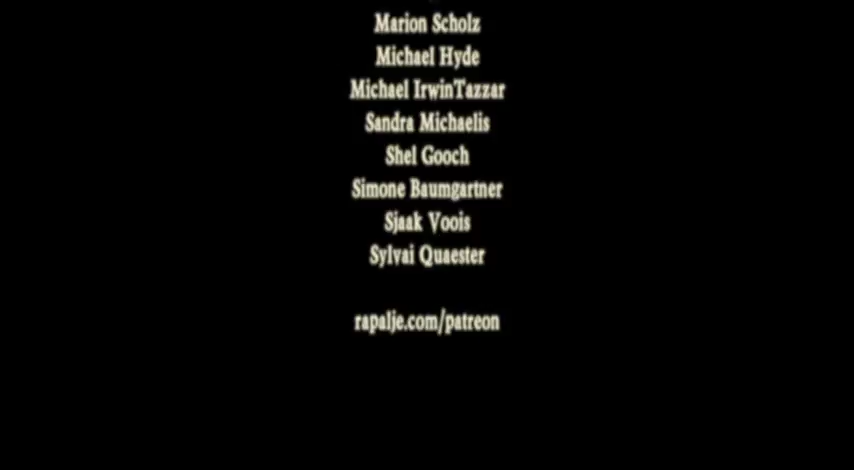 Marion Scholz
Michael Hyde
Michael IrwinTazzar
Sandra Michaelis
Shel Gooch
Simone Baumgartner
Sjaak Voois
Sylvai Quaester
rapalje.com/patreon